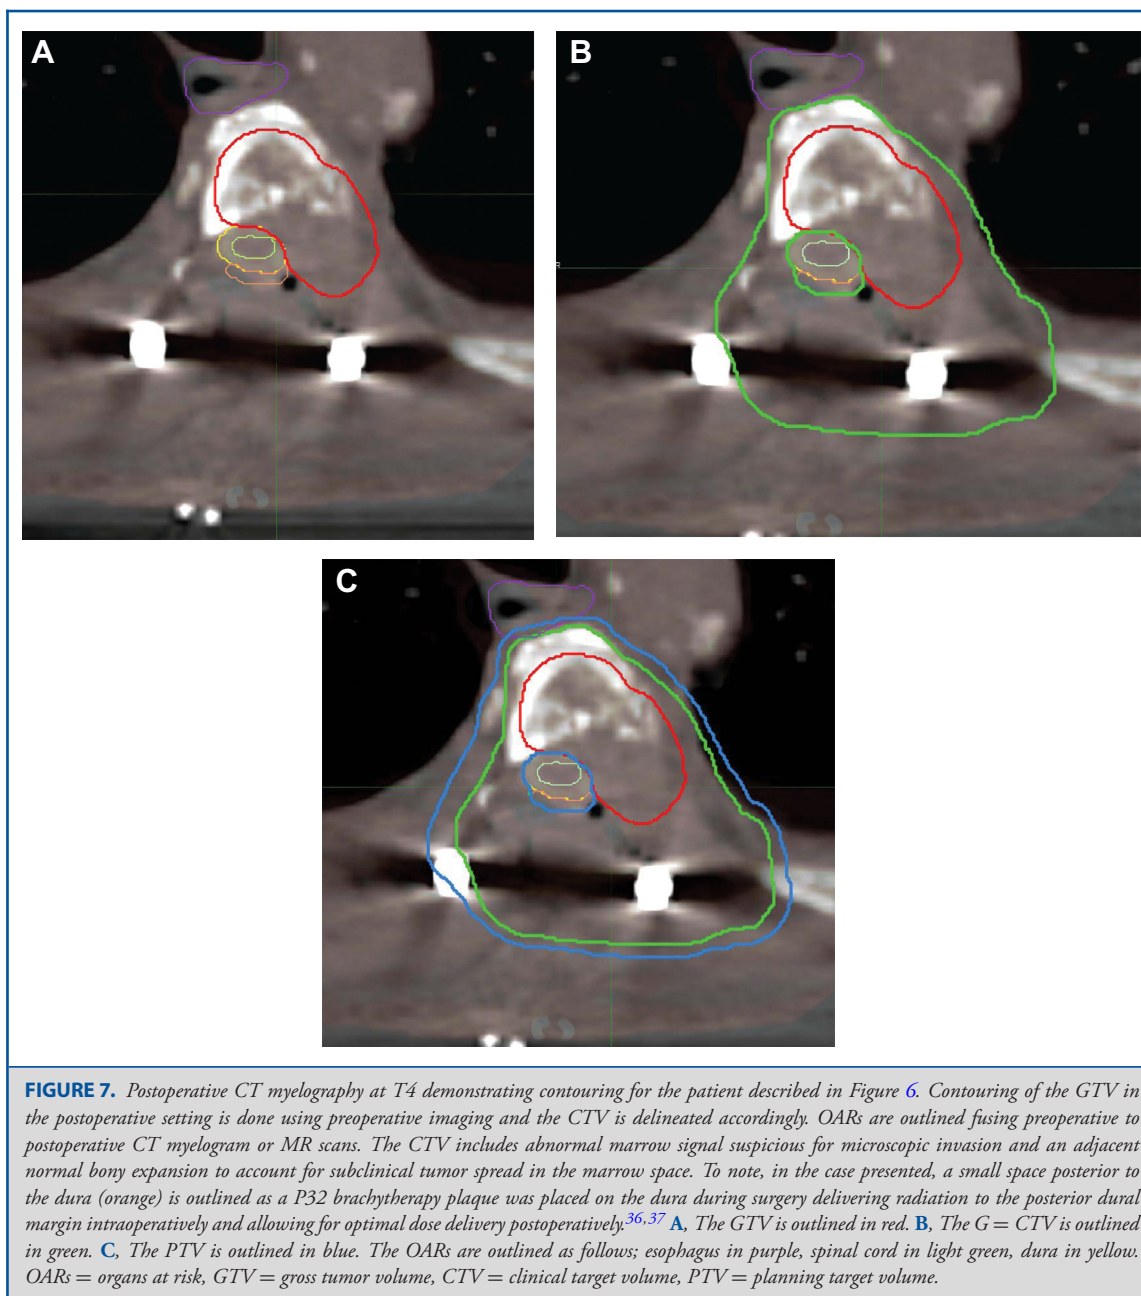 A
B
R
C
FIGURE 7. Postoperative CT myelography at T4 demonstrating contouring for the patient described in Figure 6. Contouring of the GTV in
the postoperative setting is done using preoperative imaging and the CTV is delineated accordingly. OARs are outlined fusing preoperative to
postoperative CT myelogram or MR scans. The CTV includes abnormal marrow signal suspicious for microscopic invasion and an adjacent
normal bony expansion to account for subclinical tumor spread in the marrow space. To note, in the case presented, a small space posterior to
the dura (orange) is outlined as a P32 brachytherapy plaque was placed on the dura during surgery delivering radiation to the posterior dural
margin intraoperatively and allowing for optimal dose delivery postoperatively.36,37 A, The GTV is outlined in red. B, The G = CTV is outlined
in green. C, The PTV is outlined in blue. The OARs are outlined as follows; esophagus in purple, spinal cord in light green, dura in yellow.
OARs = organs at risk, GTV = gross tumor volume, CTV = clinical target volume, PTV = planning target volume.